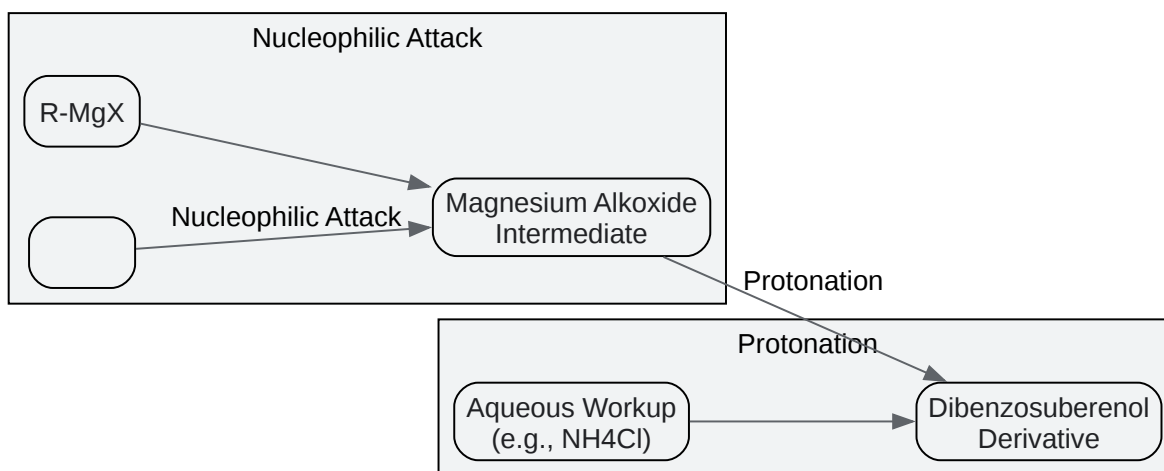 Nucleophilic Attack
R-MgX
Nucleophilic Attack
Magnesium Alkoxide
Intermediate
Protonation
Protonation
Aqueous Workup
(e.g., NH4Cl)
Dibenzosuberenol
Derivative